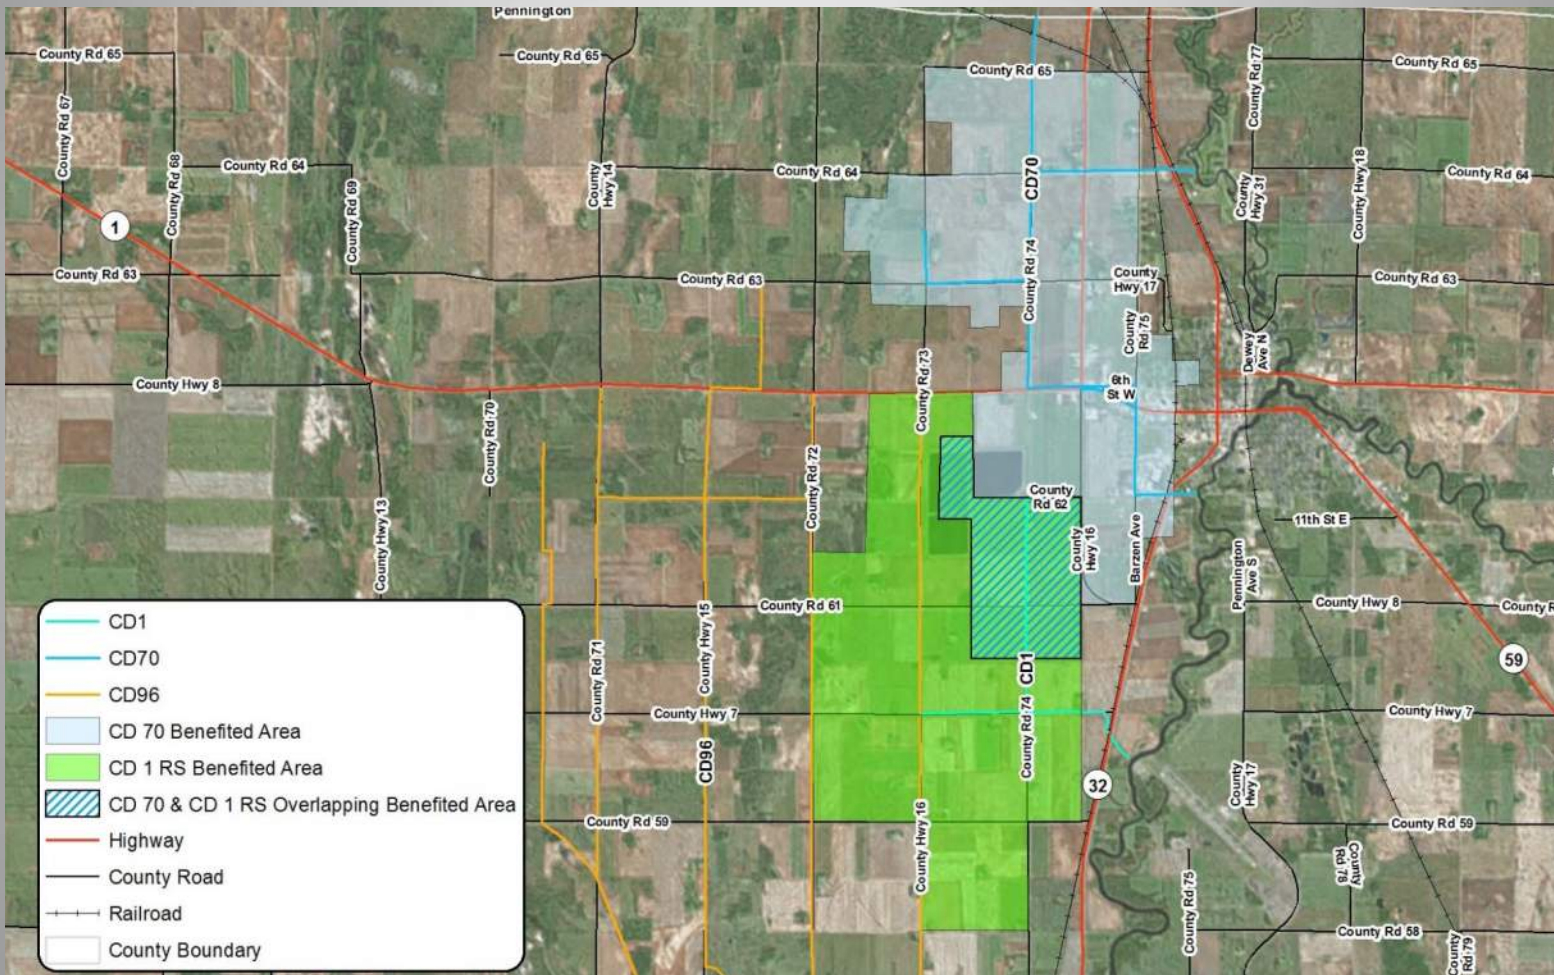 Pennington
County Rd 65
County Rd 65
County Rd 65
County Rd 65
County Rd 67
County Rd 68
County Rd 64
County Rd 69
County
Hwy 14
County Rd 64
CD70
County Rd 77
County
Hwy 31
County Hwy 18
County Rd 64
1
County Rd 63
County Rd 63
County Rd 74
County
Hwy 17
County Rd 63
County
Rd 75
Dewey
Ave N
County Hwy 8
County Rd 73
6th
St W
County Rd 70
County Rd 72
County Hwy 13
County
Rd 62
County
Hwy 16
Barzen Ave
11th St E
Pennington
Ave S
County Rd 61
County Hwy 8
County R
County Rd 71
County Hwy 15
CD1
59
County Hwy 7
CD96
County Rd 74
County Hwy 7
32
County
Hwy 17
County Rd 59
County Hwy 16
County Rd 59
County
Rd 78
County Rd 75
County Rd 58
County
Rd 79
CD1
CD70
CD96
CD 70 Benefited Area
CD 1 RS Benefited Area
CD 70 & CD 1 RS Overlapping Benefited Area
Highway
County Road
Railroad
County Boundary